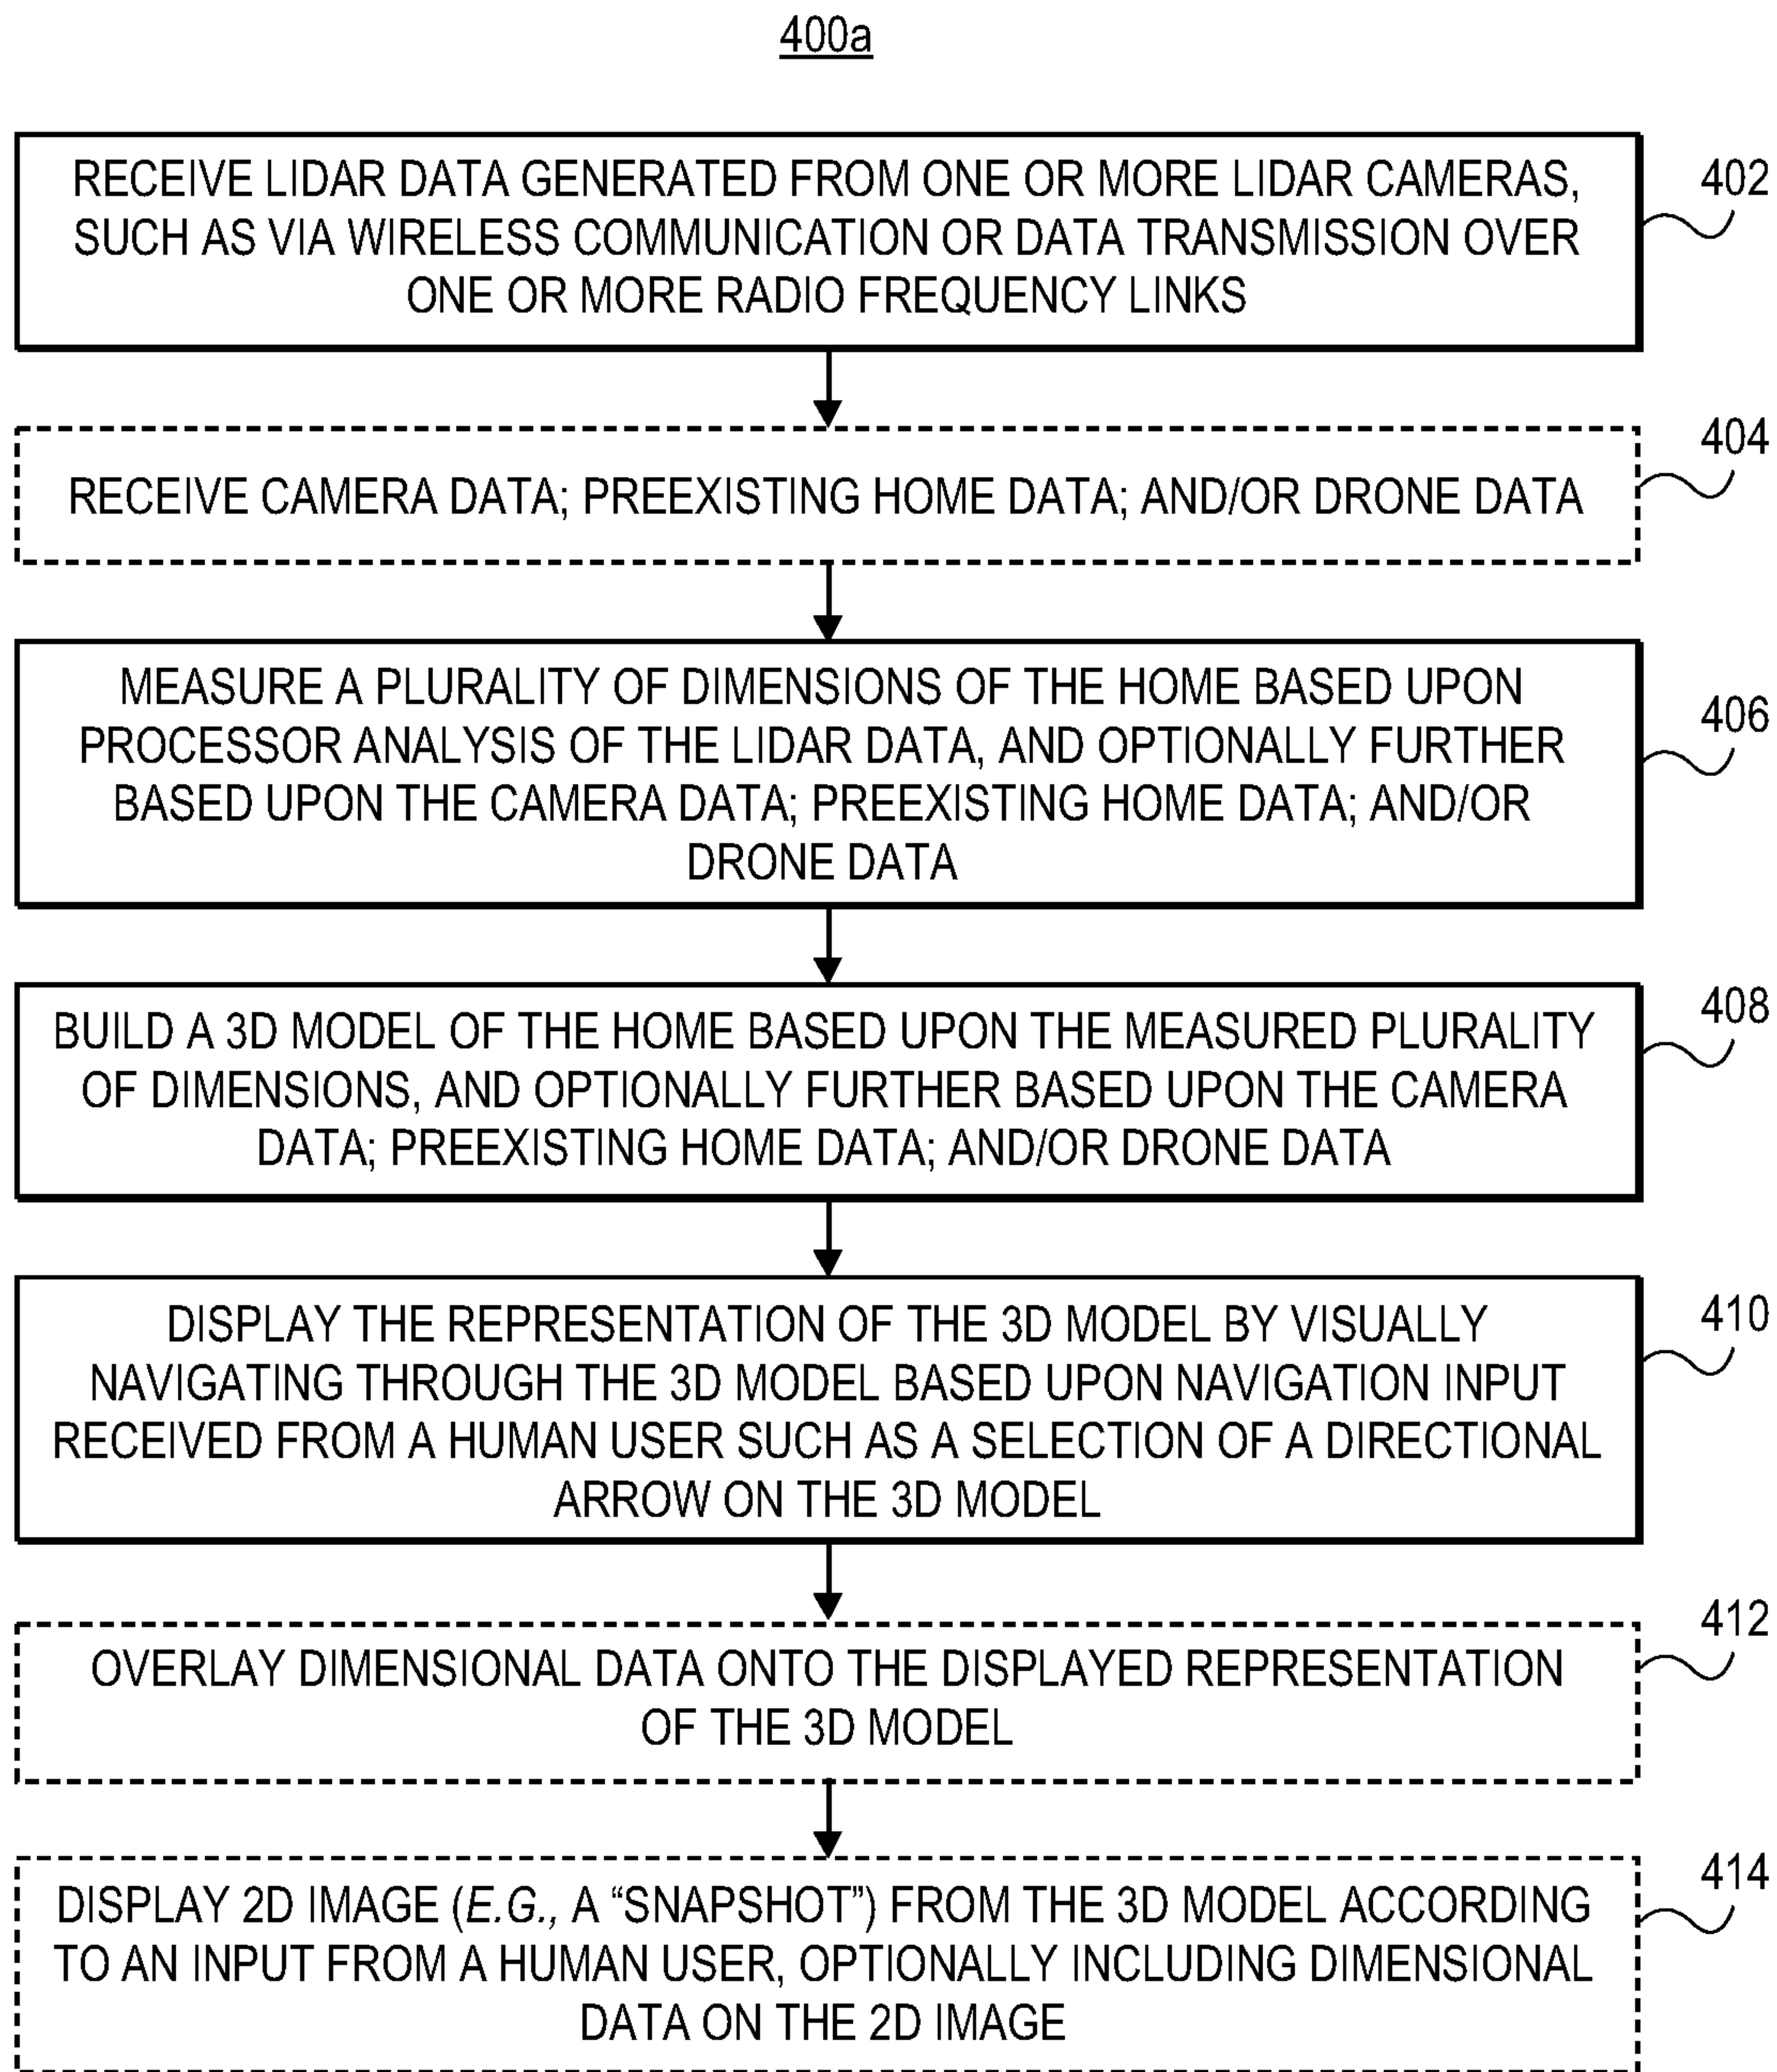 400a
RECEIVE LIDAR DATA GENERATED FROM ONE OR MORE LIDAR CAMERAS,
SUCH AS VIA WIRELESS COMMUNICATION OR DATA TRANSMISSION OVER
ONE OR MORE RADIO FREQUENCY LINKS
402
RECEIVE CAMERA DATA; PREEXISTING HOME DATA; AND/OR DRONE DATA
404
MEASURE A PLURALITY OF DIMENSIONS OF THE HOME BASED UPON
PROCESSOR ANALYSIS OF THE LIDAR DATA, AND OPTIONALLY FURTHER
BASED UPON THE CAMERA DATA; PREEXISTING HOME DATA; AND/OR
DRONE DATA
406
BUILD A 3D MODEL OF THE HOME BASED UPON THE MEASURED PLURALITY
OF DIMENSIONS, AND OPTIONALLY FURTHER BASED UPON THE CAMERA
DATA; PREEXISTING HOME DATA; AND/OR DRONE DATA
408
DISPLAY THE REPRESENTATION OF THE 3D MODEL BY VISUALLY
NAVIGATING THROUGH THE 3D MODEL BASED UPON NAVIGATION INPUT
RECEIVED FROM A HUMAN USER SUCH AS A SELECTION OF A DIRECTIONAL
ARROW ON THE 3D MODEL
410
OVERLAY DIMENSIONAL DATA ONTO THE DISPLAYED REPRESENTATION
OF THE 3D MODEL
412
DISPLAY 2D IMAGE (E.G., A “SNAPSHOT”) FROM THE 3D MODEL ACCORDING
TO AN INPUT FROM A HUMAN USER, OPTIONALLY INCLUDING DIMENSIONAL
DATA ON THE 2D IMAGE
414